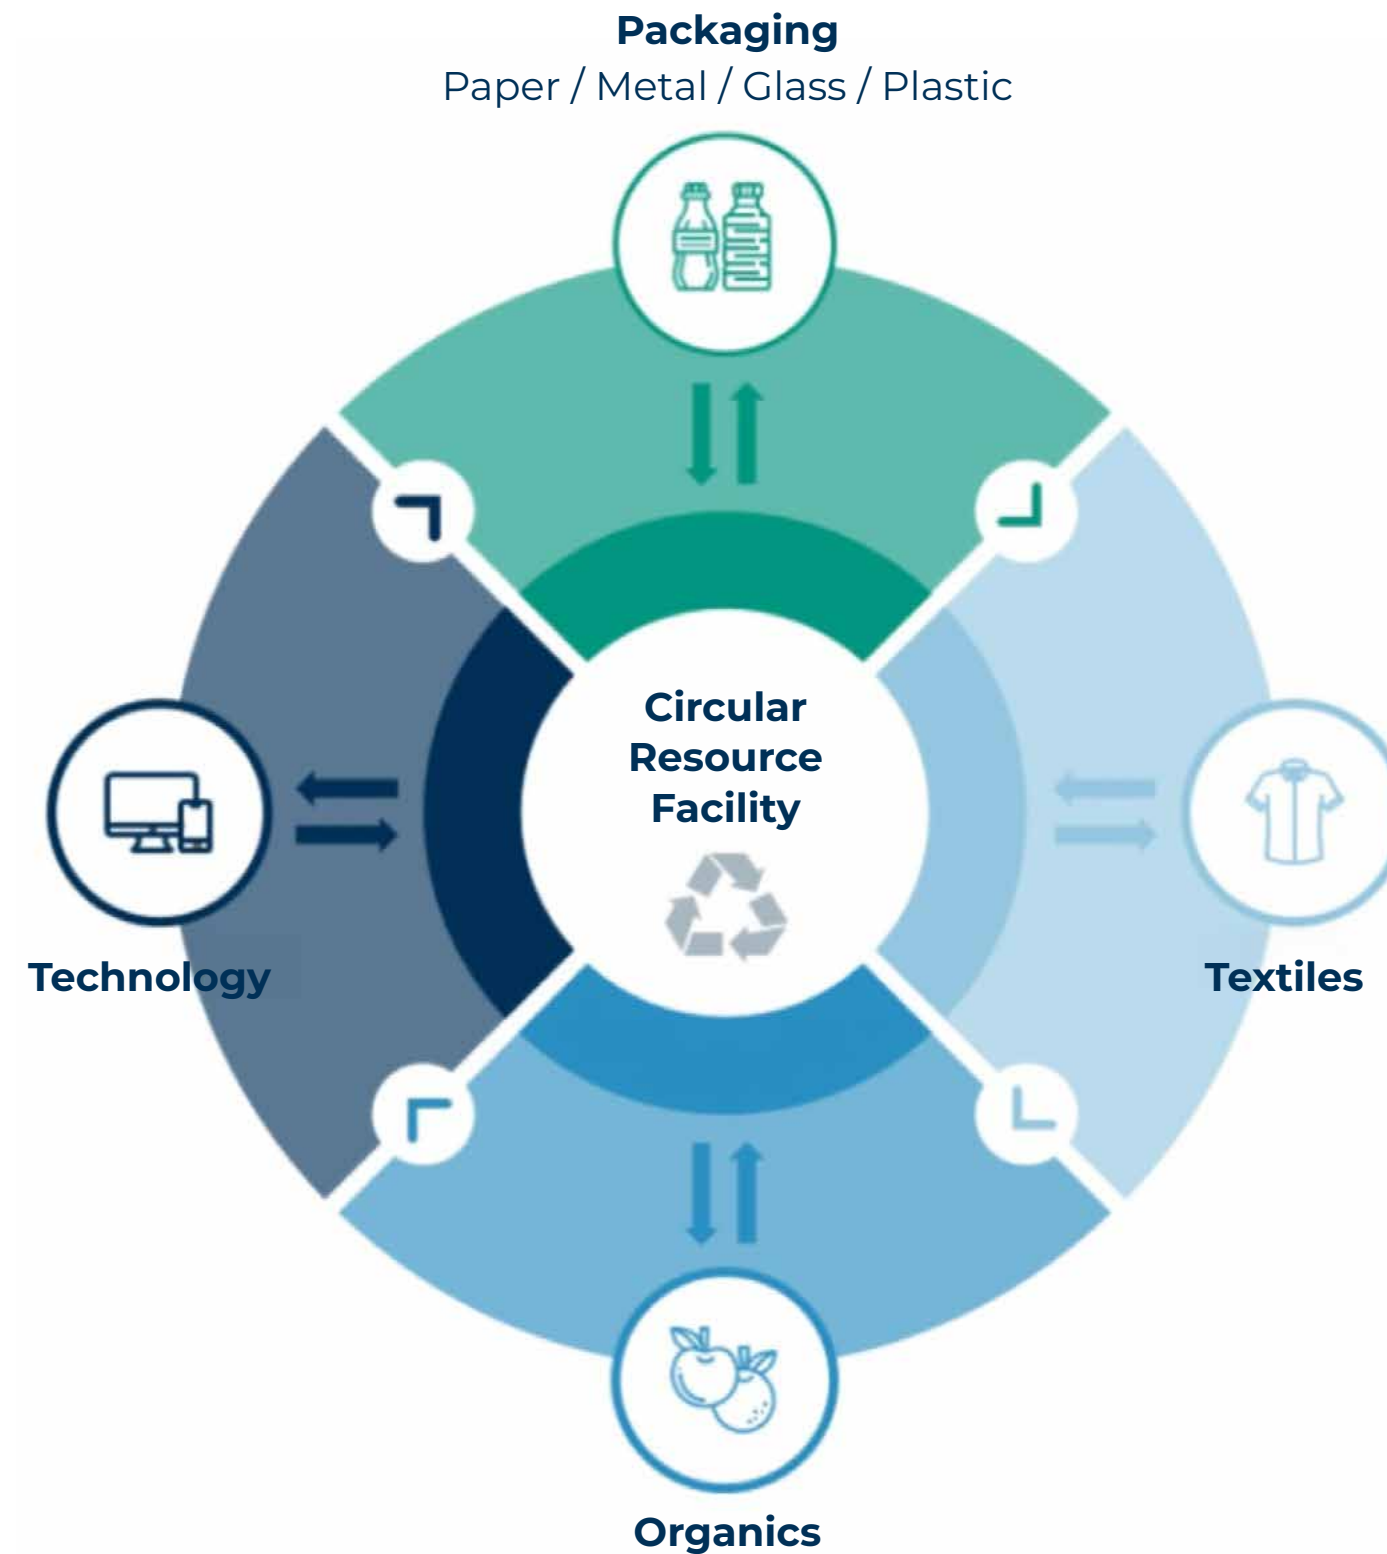 Packaging
Paper / Metal / Glass / Plastic
Circular
Resource
Facility
Technology
Textiles
Organics